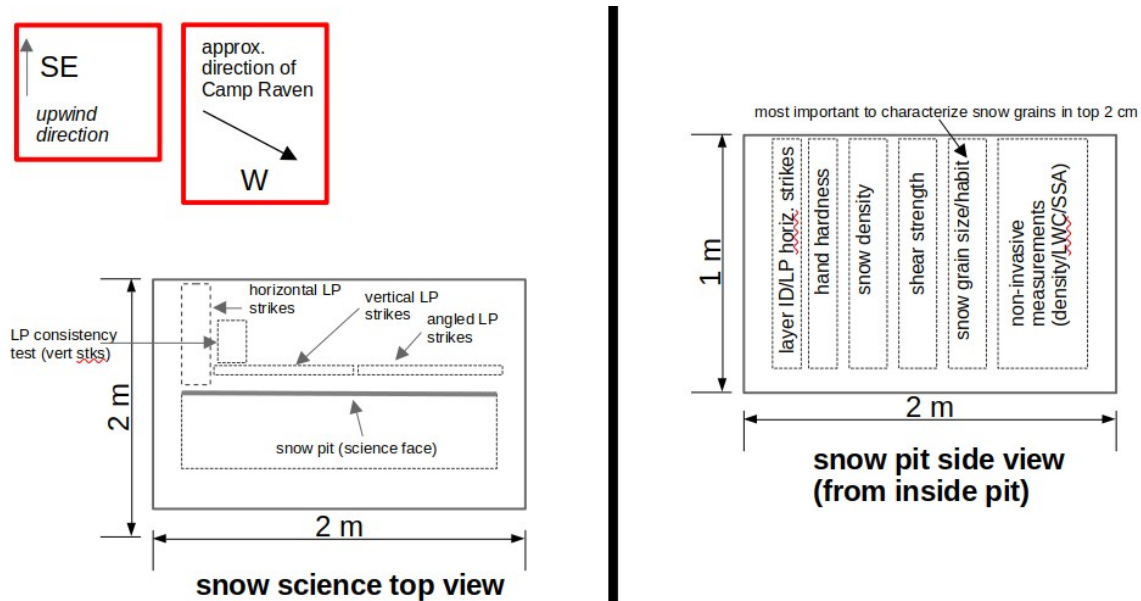 SE
upwind
direction
approx.
direction of
Camp Raven
W
horizontal LP
strikes
vertical LP
strikes
angled LP
strikes
LP consistency
test (vert stks)
2 m
snow pit (science face)
2 m
snow science top view
most important to characterize snow grains in top 2 cm
1 m
layer ID/LP horiz. strikes
hand hardness
snow density
shear strength
snow grain size/habit
non-invasive
measurements
(density/LWC/SSA)
2 m
snow pit side view
(from inside pit)